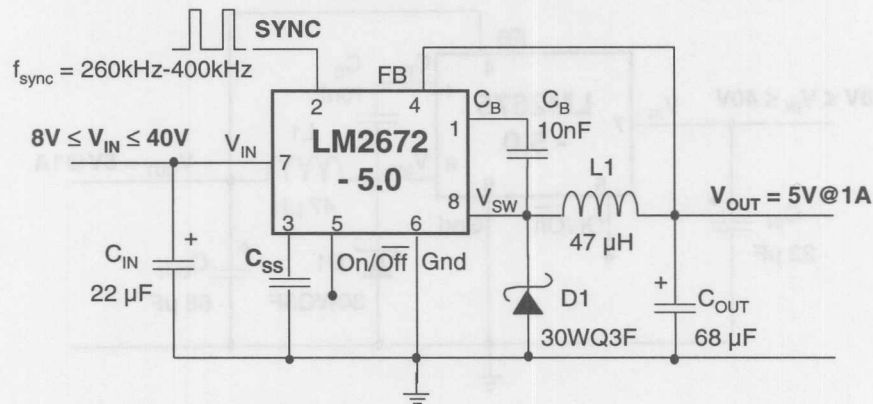 SYNC
f_sync = 260kHz-400kHz
FB
2
4
C_B
C_B
1
10nF
8V ≤ V_IN ≤ 40V
V_IN
7
LM2672
- 5.0
L1
8
V_SW
V_OUT = 5V@1A
47 µH
3
5
6
C_IN
+
22 µF
C_SS
On/O̅f̅f̅
Gnd
D1
30WQ3F
+
C_OUT
68 µF